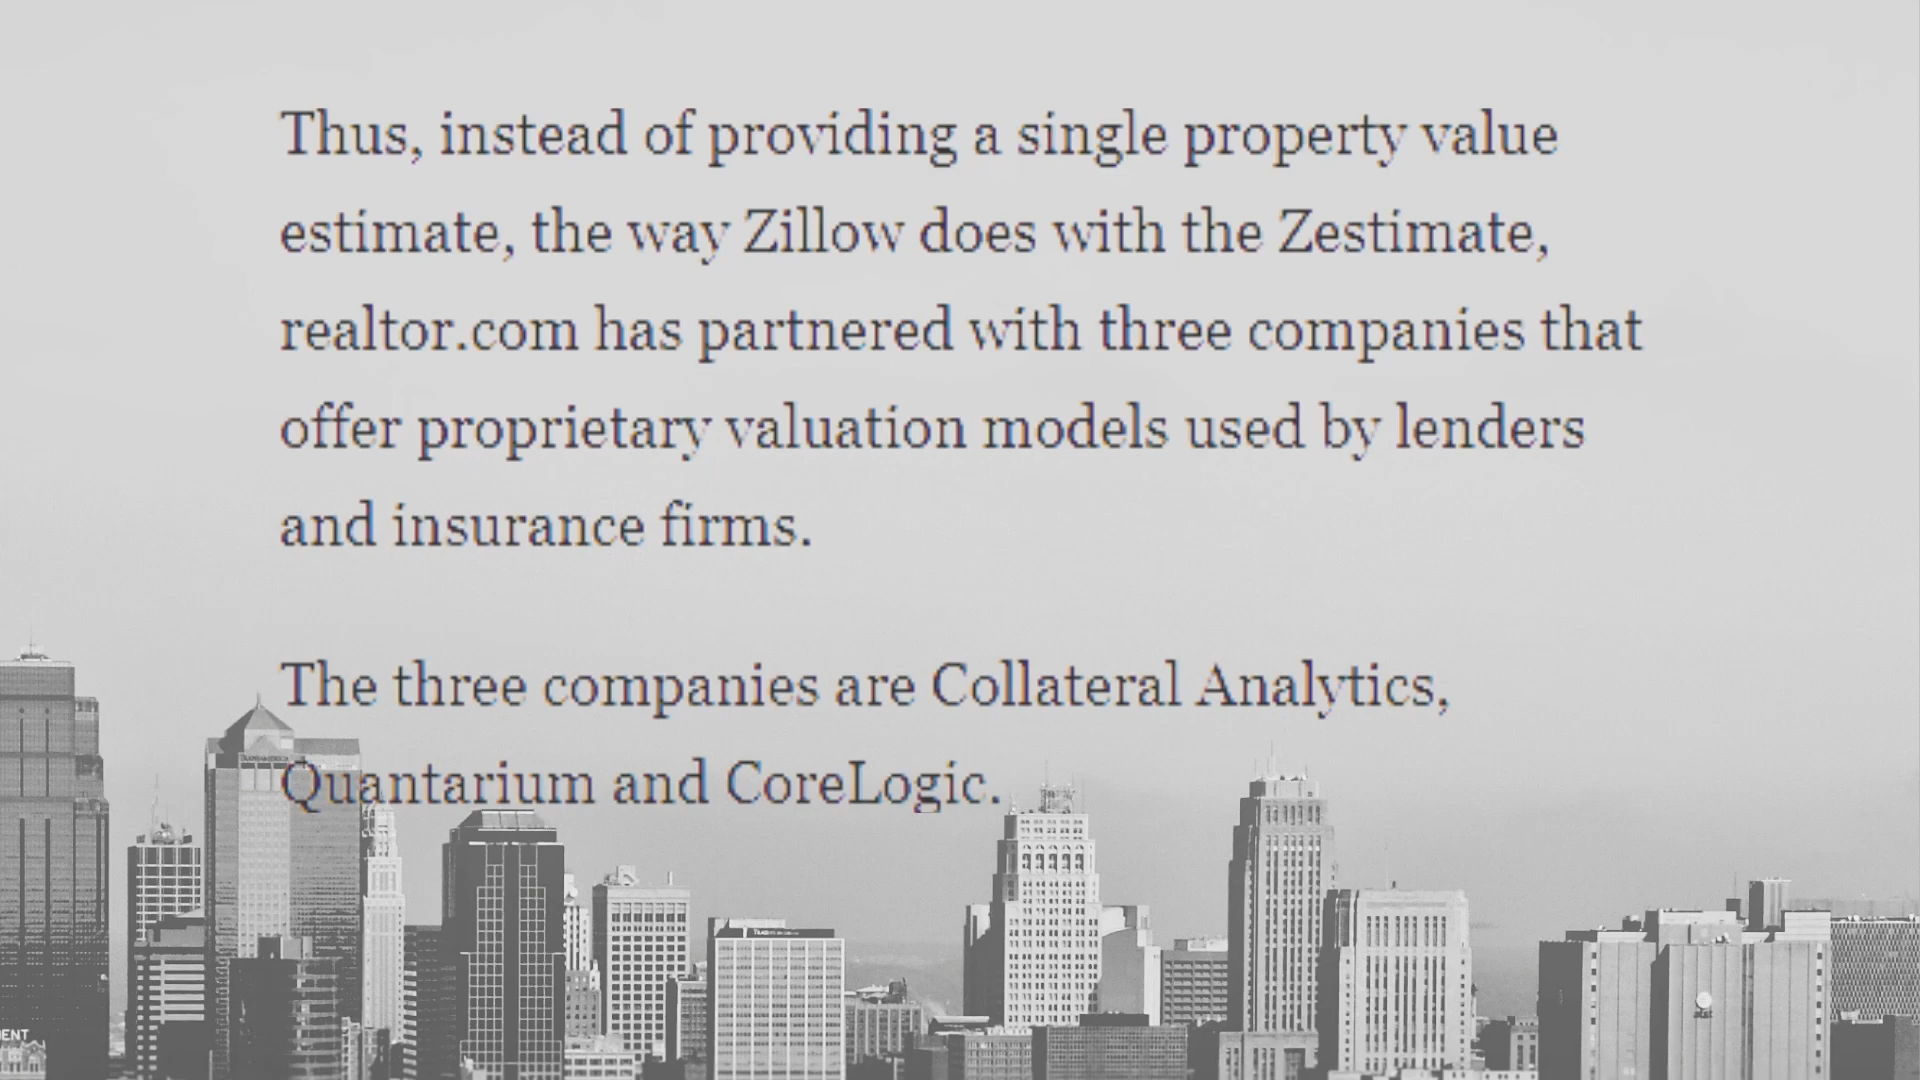 Thus, instead of providing a single property value
estimate, the way Zillow does with the Zestimate,
realtor.com has partnered with three companies that
offer proprietary valuation models used by lenders
and insurance firms.
The three companies are Collateral Analytics,
Quantarium and CoreLogic.
MENT